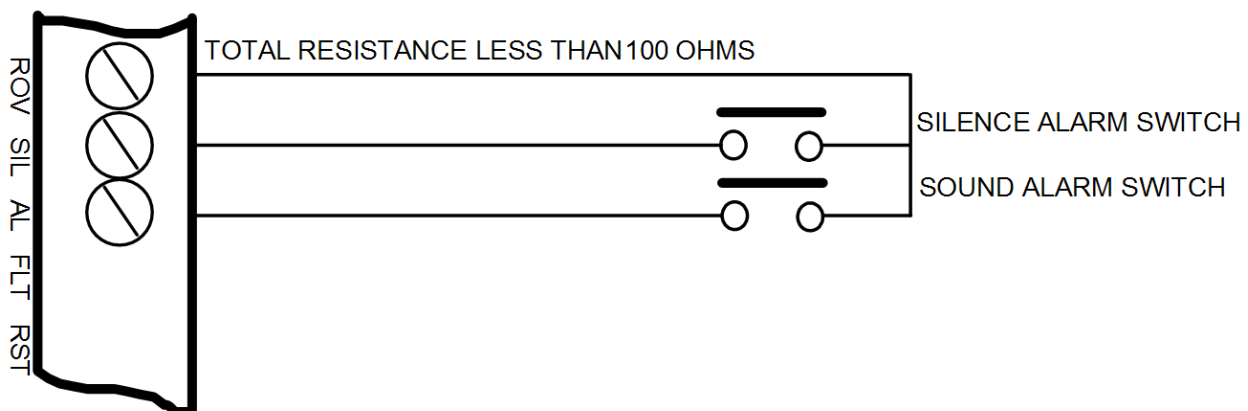 TOTAL RESISTANCE LESS THAN100 OHMS
ROV
SIL
AL
FLT
RST
SILENCE ALARM SWITCH
SOUND ALARM SWITCH